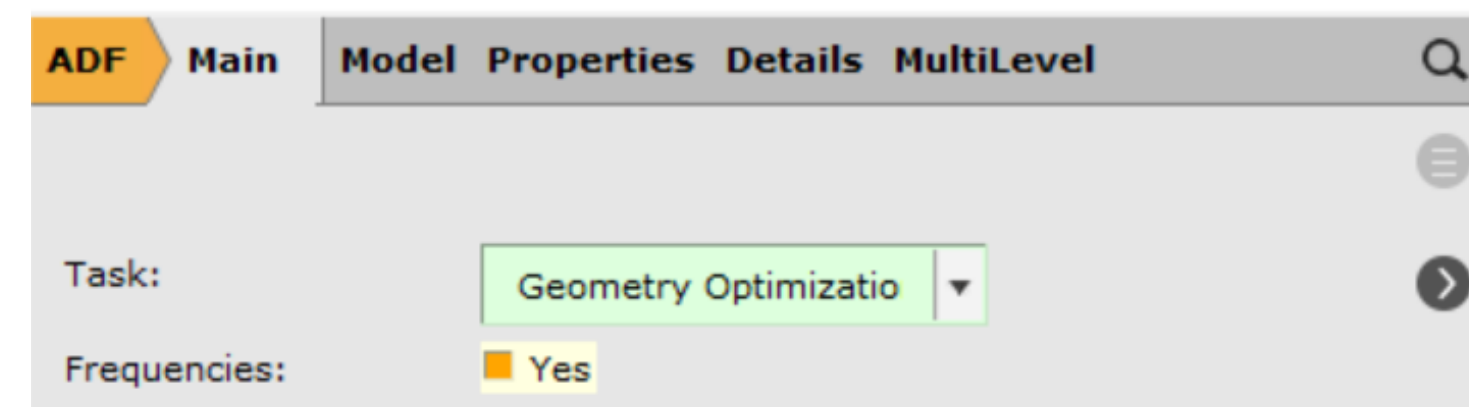 ADF Main Model Properties Details MultiLevel
Task: Geometry Optimizatio
Frequencies: Yes